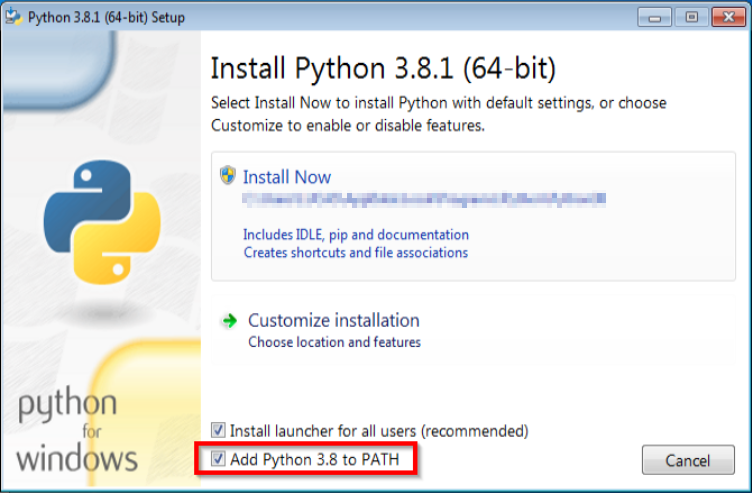 Python 3.8.1 (64-bit) Setup
Install Python 3.8.1 (64-bit)
Select Install Now to install Python with default settings, or choose
Customize to enable or disable features.
Install Now
Includes IDLE, pip and documentation
Creates shortcuts and file associations
Customize installation
Choose location and features
python
for
windows
Install launcher for all users (recommended)
Add Python 3.8 to PATH
Cancel